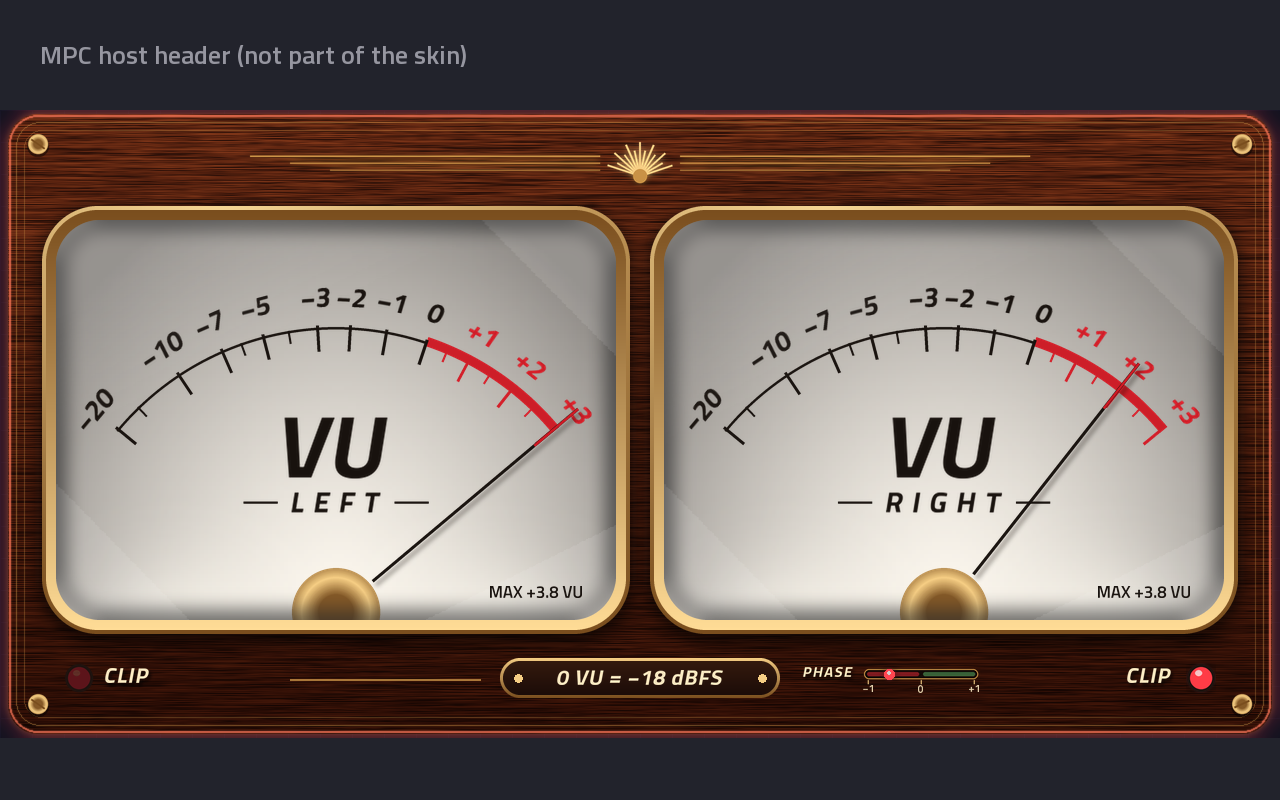 MPC host header (not part of the skin)
−20 −10 −7 −5 −3 −2 −1 0 +1 +2 +3
VU
LEFT
MAX +3.8 VU
−20 −10 −7 −5 −3 −2 −1 0 +1 +2 +3
VU
RIGHT
MAX +3.8 VU
CLIP
0 VU = −18 dBFS
PHASE
−1 0 +1
CLIP